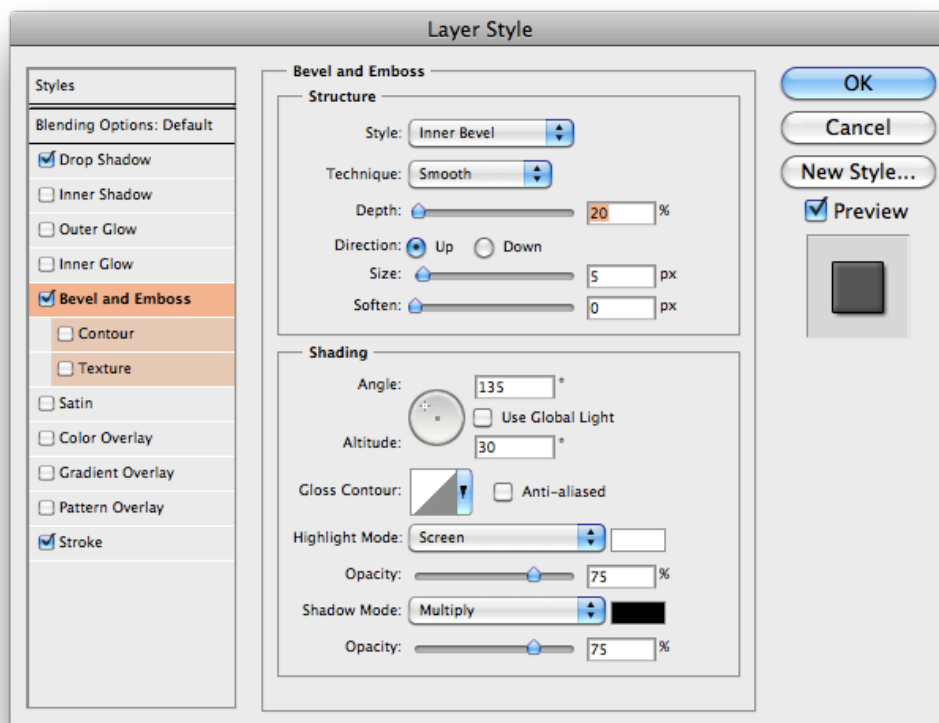 Layer Style
Styles
Blending Options: Default
Drop Shadow
Inner Shadow
Outer Glow
Inner Glow
Bevel and Emboss
Contour
Texture
Satin
Color Overlay
Gradient Overlay
Pattern Overlay
Stroke
Bevel and Emboss
Structure
Style: Inner Bevel
Technique: Smooth
Depth: 20 %
Direction: Up Down
Size: 5 px
Soften: 0 px
Shading
Angle: 135 °
Use Global Light
Altitude: 30 °
Gloss Contour: Anti-aliased
Highlight Mode: Screen
Opacity: 75 %
Shadow Mode: Multiply
Opacity: 75 %
OK
Cancel
New Style...
Preview